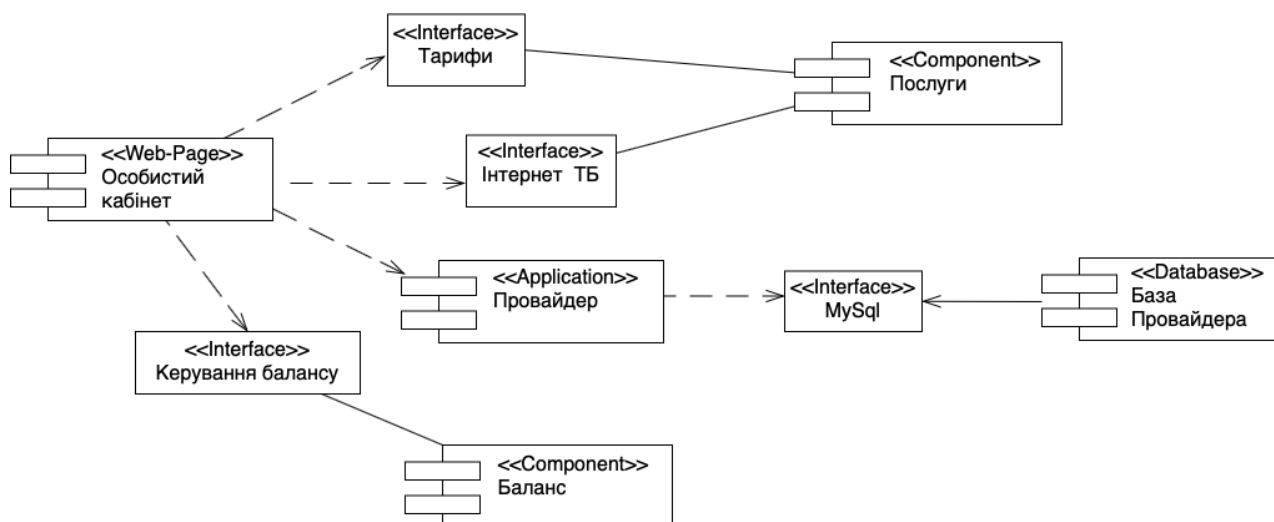 <<Interface>>
Тарифи
<<Component>>
Послуги
<<Web-Page>>
Особистий
кабінет
<<Interface>>
Інтернет ТБ
<<Application>>
Провайдер
<<Interface>>
MySql
<<Database>>
База
Провайдера
<<Interface>>
Керування балансу
<<Component>>
Баланс